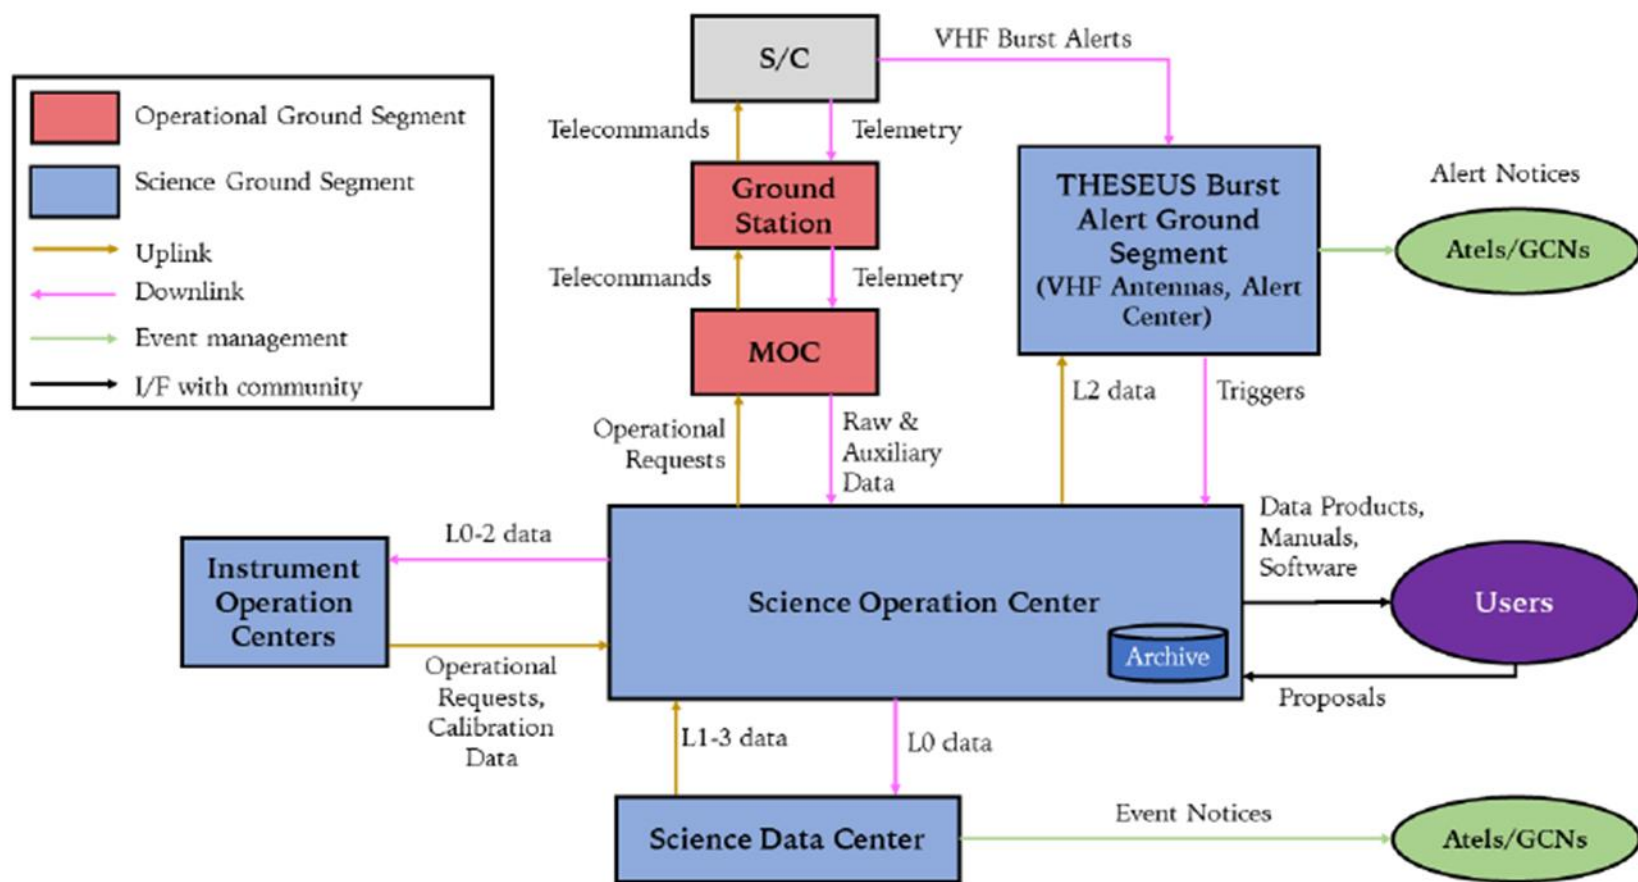 S/C
VHF Burst Alerts
Operational Ground Segment
Science Ground Segment
Uplink
Downlink
Event management
I/F with community
Telecommands
Telemetry
Ground
Station
Telecommands
Telemetry
MOC
THESEUS Burst
Alert Ground
Segment
(VHF Antennas, Alert
Center)
Alert Notices
Atels/GCNs
Operational
Requests
Raw &
Auxiliary
Data
L2 data
Triggers
Instrument
Operation
Centers
L0-2 data
Operational
Requests,
Calibration
Data
Science Operation Center
Archive
Data Products,
Manuals,
Software
Users
Proposals
L1-3 data
L0 data
Science Data Center
Event Notices
Atels/GCNs